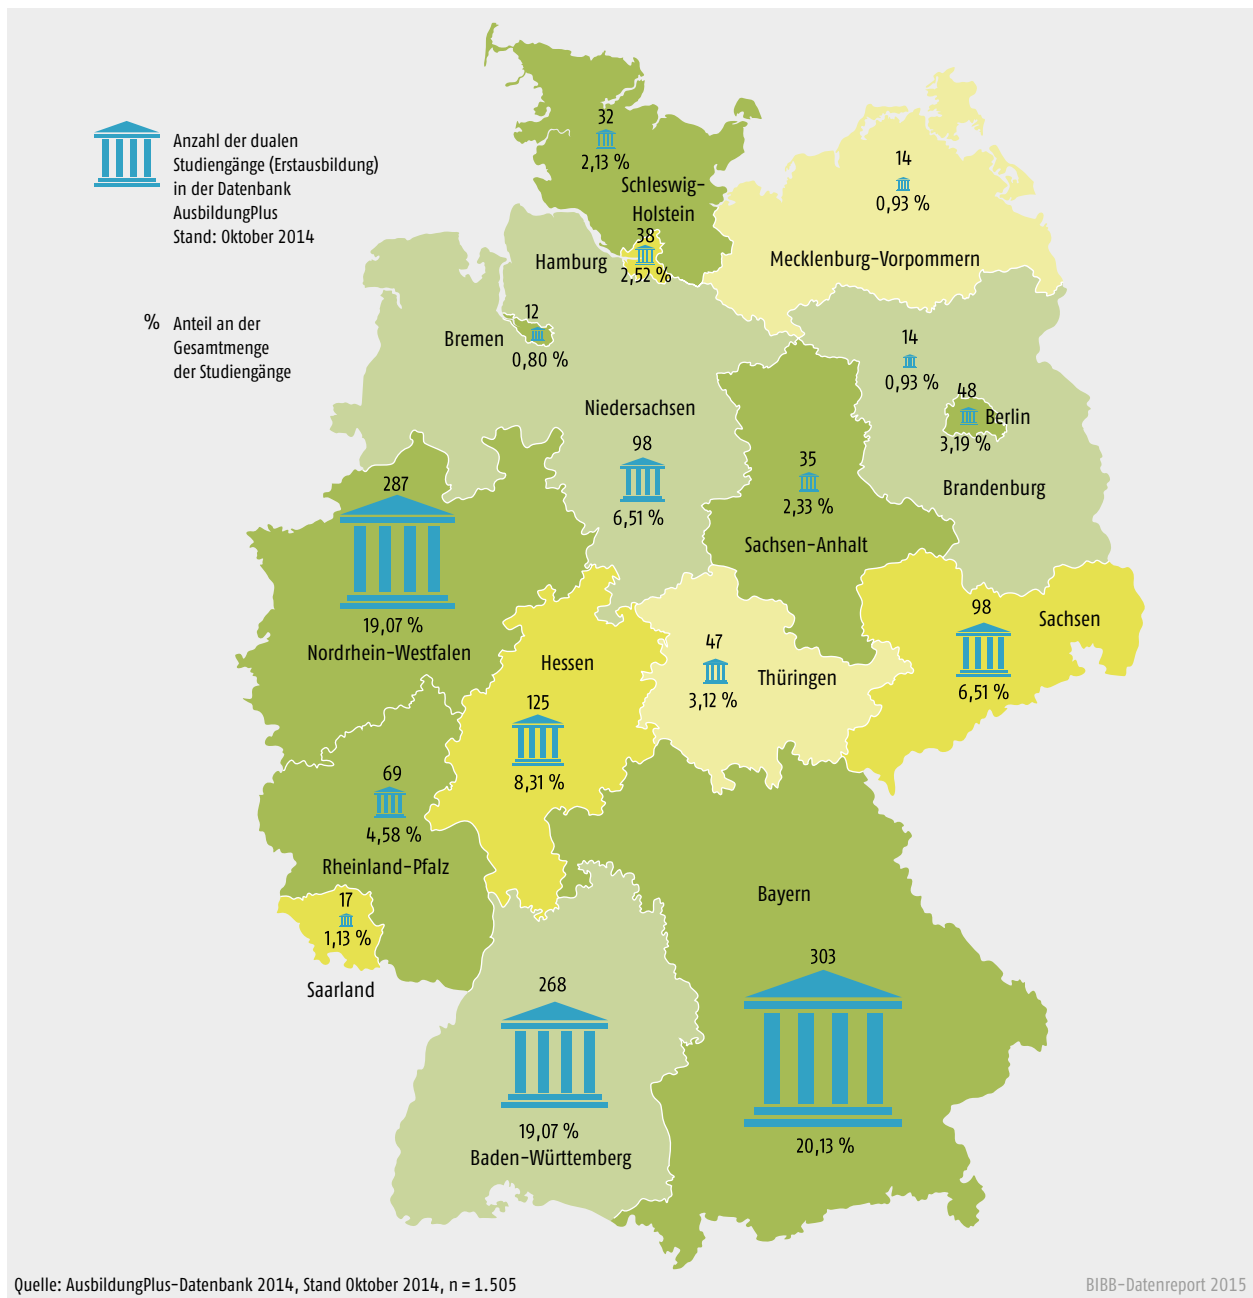 Anzahl der dualen
Studiengänge (Erstausbildung)
in der Datenbank
AusbildungPlus
Stand: Oktober 2014
% Anteil an der
Gesamtmenge
der Studiengänge
32
2,13 %
Schleswig-
Holstein
14
0,93 %
Mecklenburg-Vorpommern
38
Hamburg
2,52 %
12
Bremen
0,80 %
14
0,93 %
48
Berlin
3,19 %
Brandenburg
Niedersachsen
98
6,51 %
35
2,33 %
Sachsen-Anhalt
287
19,07 %
Nordrhein-Westfalen
98
Sachsen
6,51 %
Hessen
125
8,31 %
47
Thüringen
3,12 %
69
4,58 %
Rheinland-Pfalz
17
1,13 %
Saarland
Bayern
303
20,13 %
268
19,07 %
Baden-Württemberg
Quelle: AusbildungPlus-Datenbank 2014, Stand Oktober 2014, n = 1.505
BIBB-Datenreport 2015